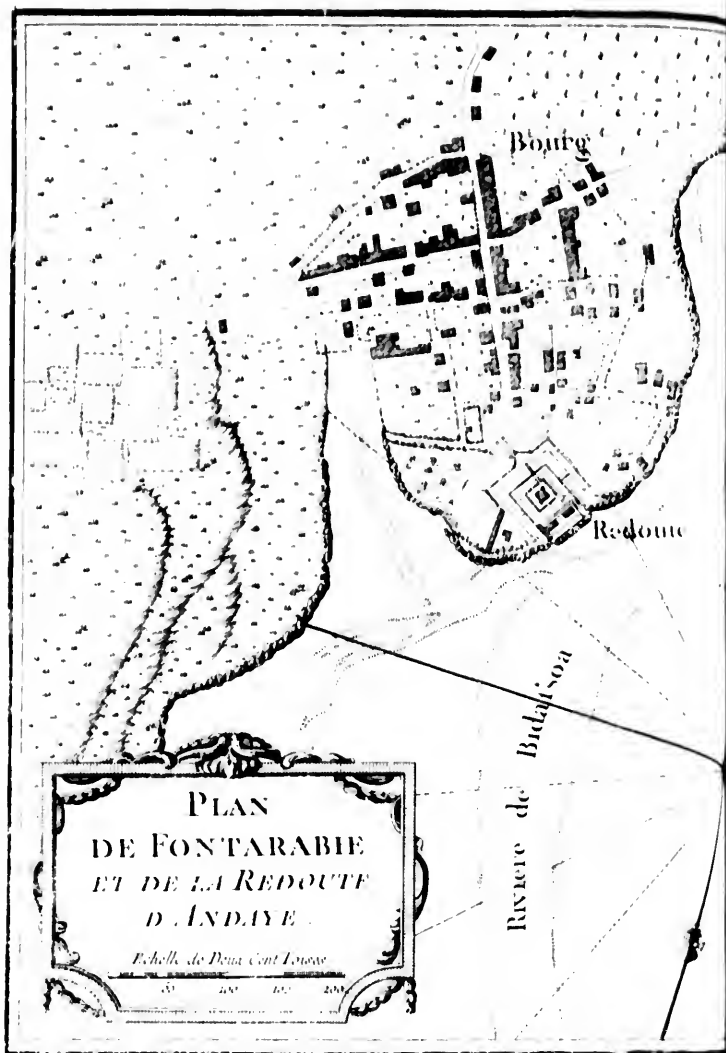 Bourg
Redoute
Riviere de Bidassoa
PLAN
DE FONTARABIE
ET DE LA REDOUTE
D'ANDAYE
Echelle de Deux Cent Toises
50 100 150 200